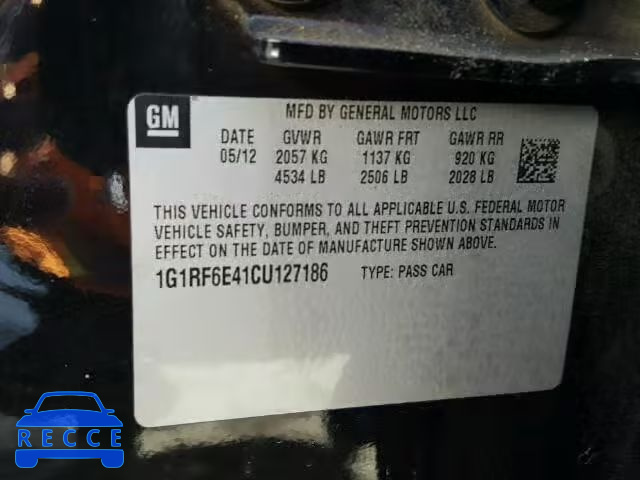 GM
MFD BY GENERAL MOTORS LLC
DATE GVWR GAWR FRT GAWR RR
05/12 2057 KG 1137 KG 920 KG
4534 LB 2506 LB 2028 LB
THIS VEHICLE CONFORMS TO ALL APPLICABLE U.S. FEDERAL MOTOR
VEHICLE SAFETY, BUMPER, AND THEFT PREVENTION STANDARDS IN
EFFECT ON THE DATE OF MANUFACTURE SHOWN ABOVE.
1G1RF6E41CU127186 TYPE: PASS CAR
RECCE